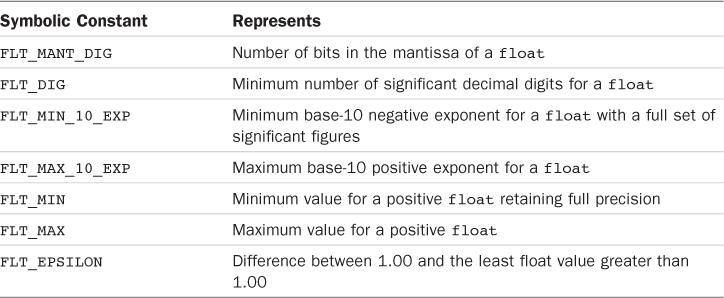 Symbolic Constant Represents
FLT_MANT_DIG Number of bits in the mantissa of a float
FLT_DIG Minimum number of significant decimal digits for a float
FLT_MIN_10_EXP Minimum base-10 negative exponent for a float with a full set of
significant figures
FLT_MAX_10_EXP Maximum base-10 positive exponent for a float
FLT_MIN Minimum value for a positive float retaining full precision
FLT_MAX Maximum value for a positive float
FLT_EPSILON Difference between 1.00 and the least float value greater than
1.00